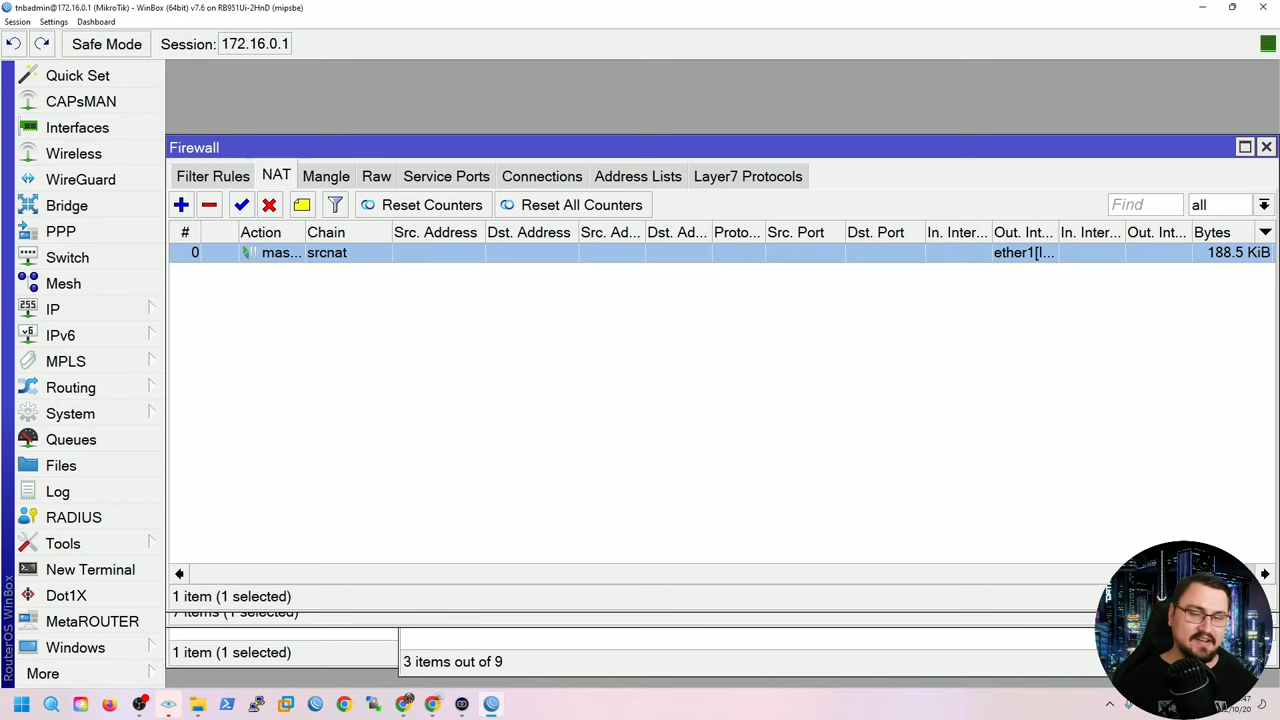 tnbadmin@172.16.0.1 (MikroTik) - WinBox (64bit) v7.6 on RB951Ui-2HnD (mipsbe)
Session Settings Dashboard
Safe Mode Session: 172.16.0.1
Quick Set
CAPsMAN
Interfaces
Wireless
WireGuard
Bridge
PPP
Switch
Mesh
IP
IPv6
MPLS
Routing
System
Queues
Files
Log
RADIUS
Tools
New Terminal
Dot1X
MetaROUTER
Windows
More
RouterOS WinBox
Firewall
Filter Rules NAT Mangle Raw Service Ports Connections Address Lists Layer7 Protocols
Reset Counters Reset All Counters Find all
# Action Chain Src. Address Dst. Address Src. Ad... Dst. Ad... Proto... Src. Port Dst. Port In. Inter... Out. Int... In. Inter... Out. Int... Bytes
0 mas... srcnat ether1[I... 188.5 KiB
1 item (1 selected)
7 items (1 selected)
1 item (1 selected)
3 items out of 9